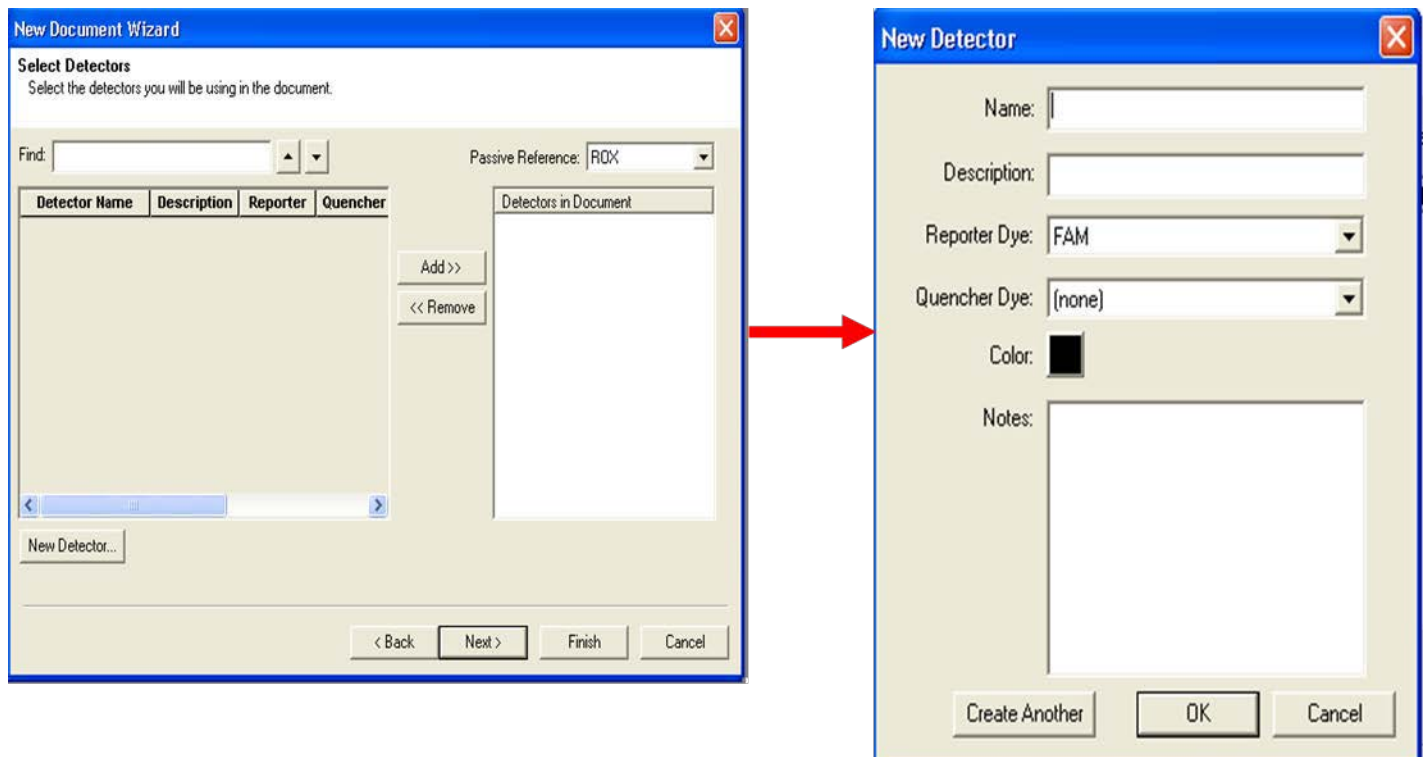 New Document Wizard
Select Detectors
Select the detectors you will be using in the document.
Find:
Passive Reference: ROX
Detector Name Description Reporter Quencher
Detectors in Document
Add >>
<< Remove
New Detector...
< Back Next > Finish Cancel
New Detector
Name:
Description:
Reporter Dye: FAM
Quencher Dye: (none)
Color:
Notes:
Create Another OK Cancel